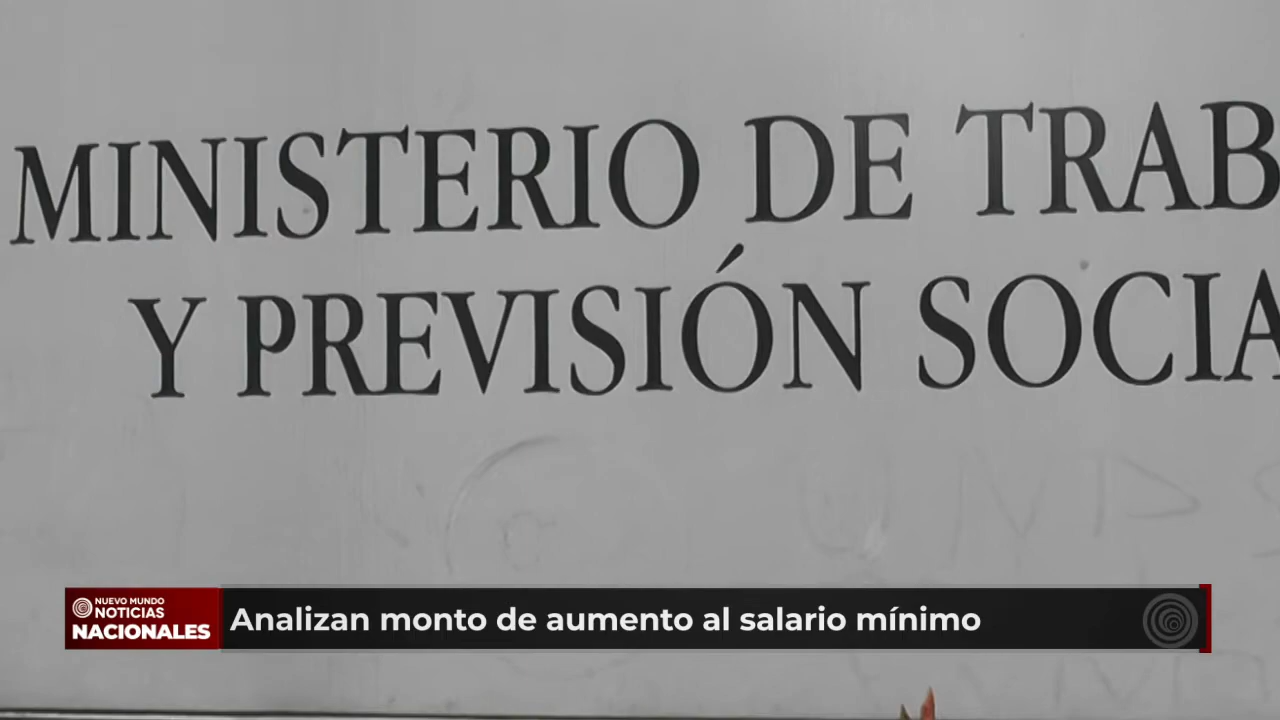 MINISTERIO DE TRAB
Y PREVISIÓN SOCIA
NUEVO MUNDO
NOTICIAS
NACIONALES
Analizan monto de aumento al salario mínimo